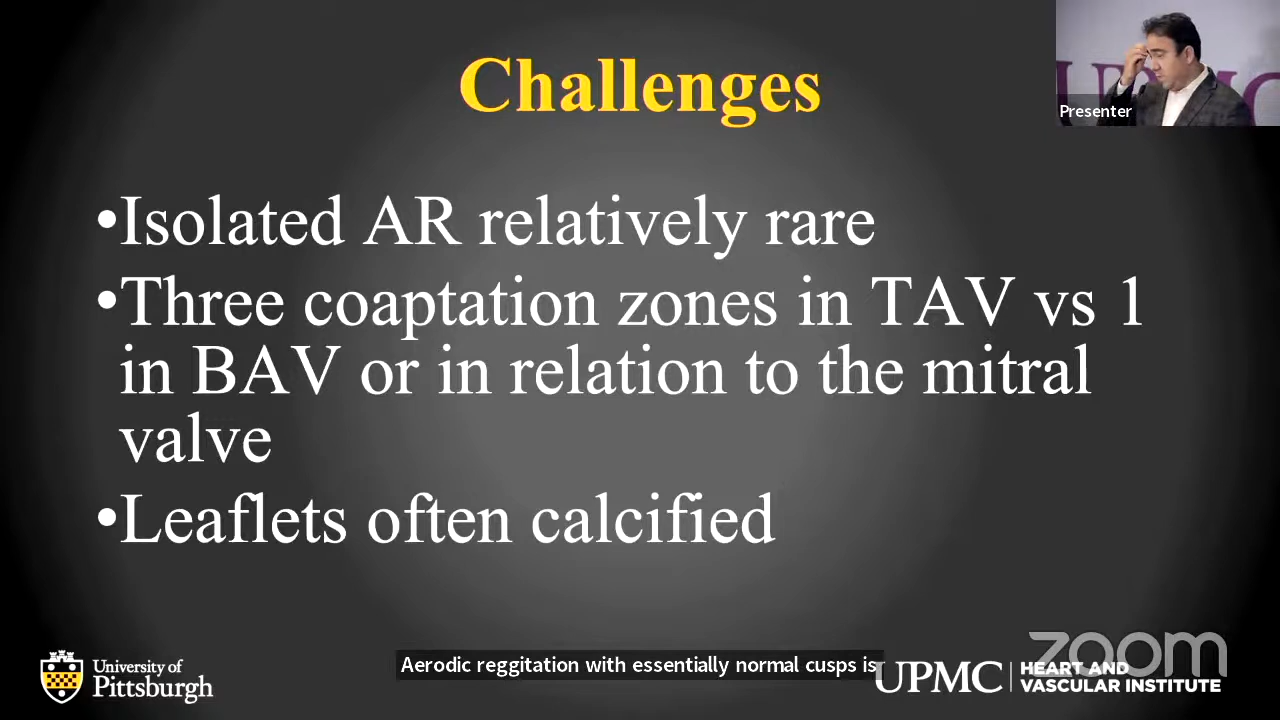 Challenges
Presenter
•Isolated AR relatively rare
•Three coaptation zones in TAV vs 1
in BAV or in relation to the mitral
valve
•Leaflets often calcified
Aerodic reggitation with essentially normal cusps is
University of
Pittsburgh
UPMC
HEART AND
VASCULAR INSTITUTE
zoom